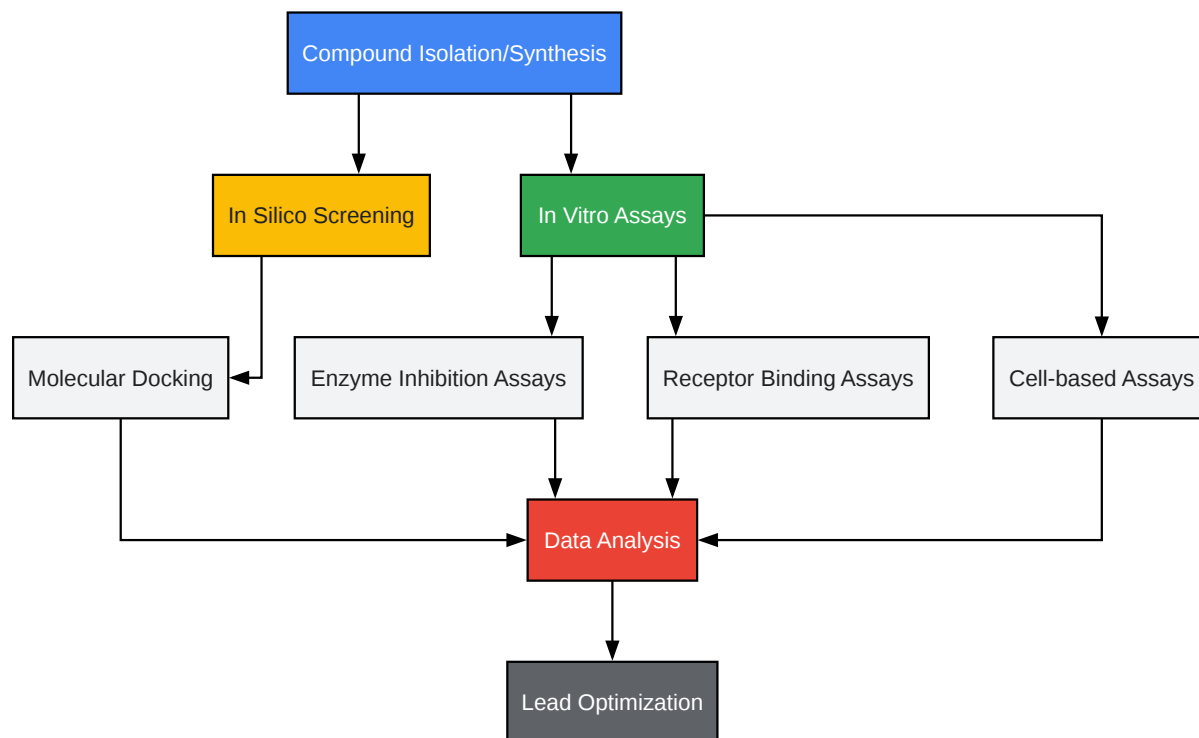 Compound Isolation/Synthesis
In Silico Screening
In Vitro Assays
Molecular Docking
Enzyme Inhibition Assays
Receptor Binding Assays
Cell-based Assays
Data Analysis
Lead Optimization